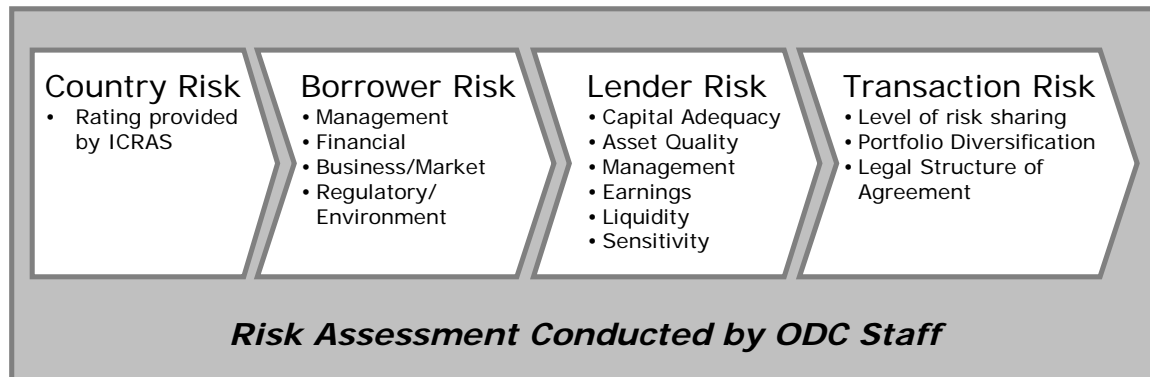 Country Risk
• Rating provided
by ICRAS
Borrower Risk
• Management
• Financial
• Business/Market
• Regulatory/
Environment
Lender Risk
• Capital Adequacy
• Asset Quality
• Management
• Earnings
• Liquidity
• Sensitivity
Transaction Risk
• Level of risk sharing
• Portfolio Diversification
• Legal Structure of
Agreement
Risk Assessment Conducted by ODC Staff